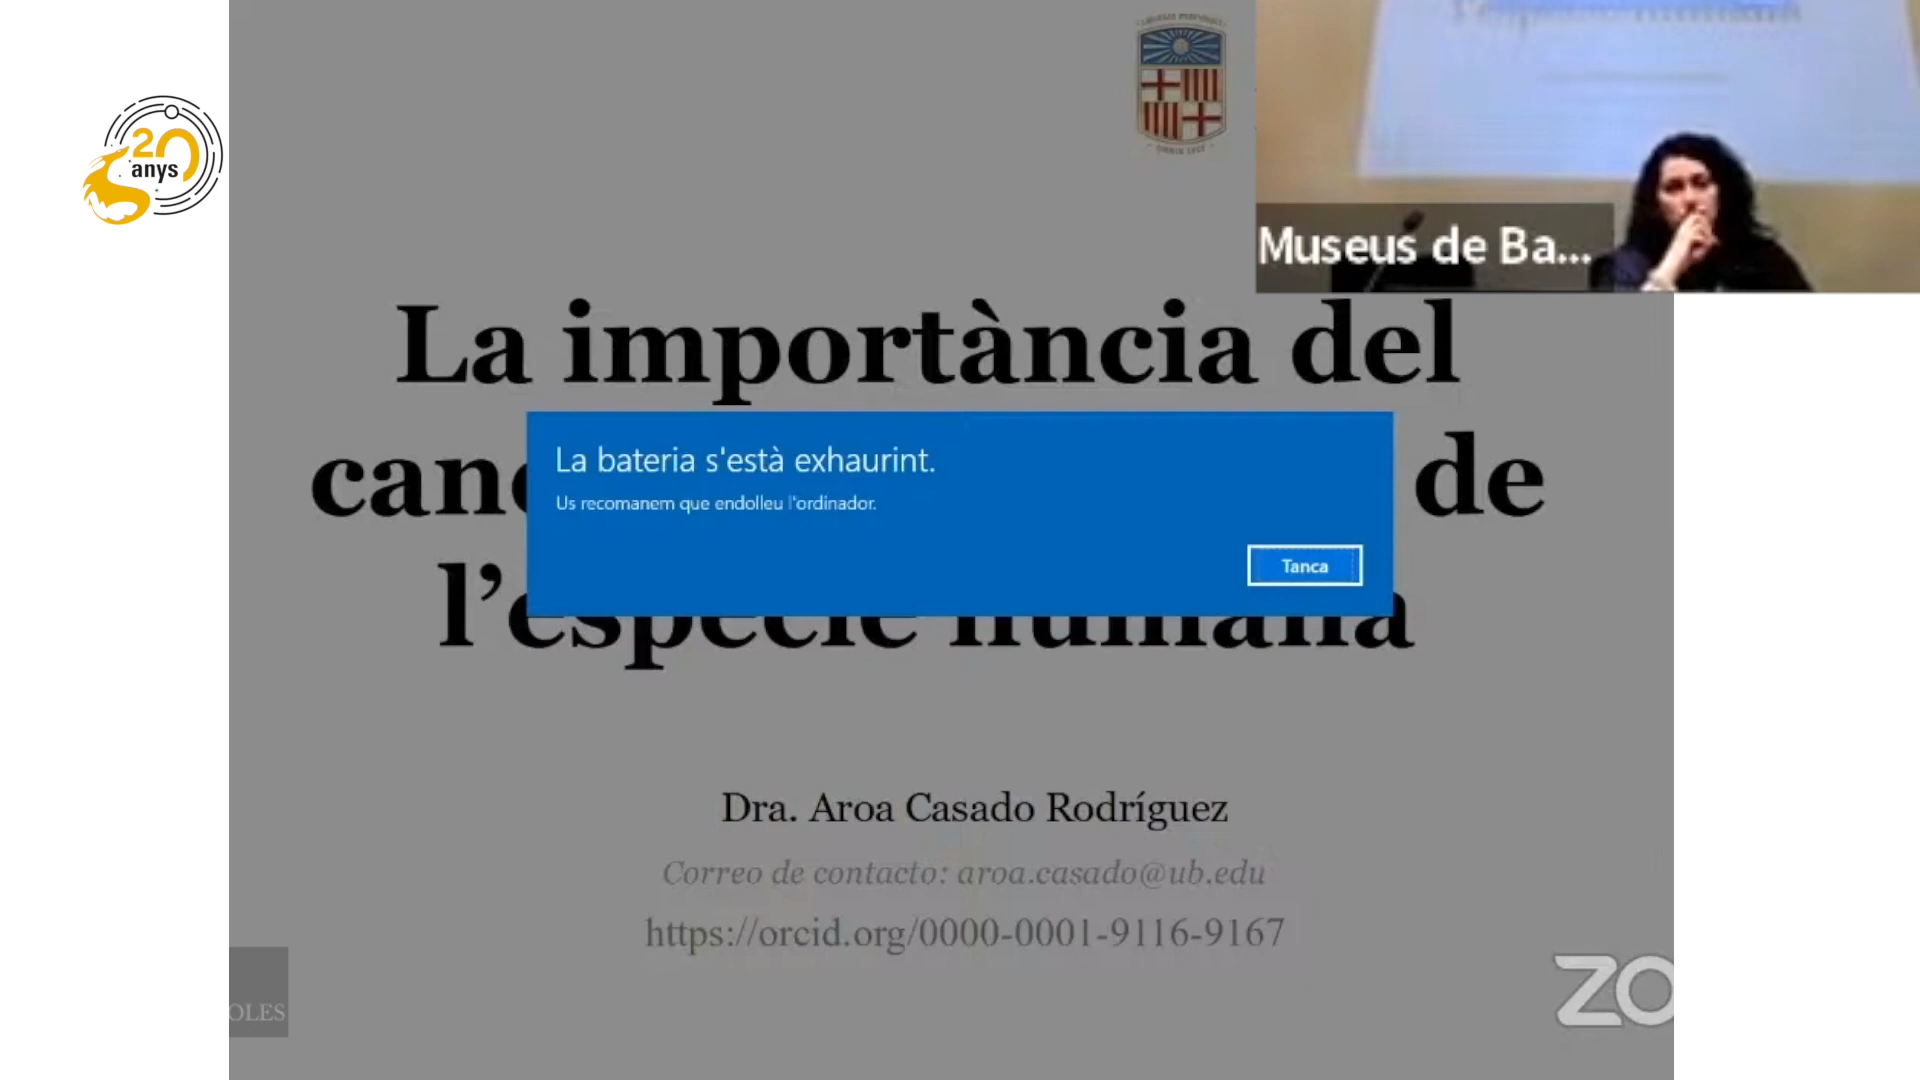 20
anys
Museus de Ba...
La importància del
de
l'espècie humana
La bateria s'està exhaurint.
Us recomanem que endolleu l'ordinador.
Tanca
Dra. Aroa Casado Rodríguez
Correo de contacto: aroa.casado@ub.edu
https://orcid.org/0000-0001-9116-9167
OLES
ZO